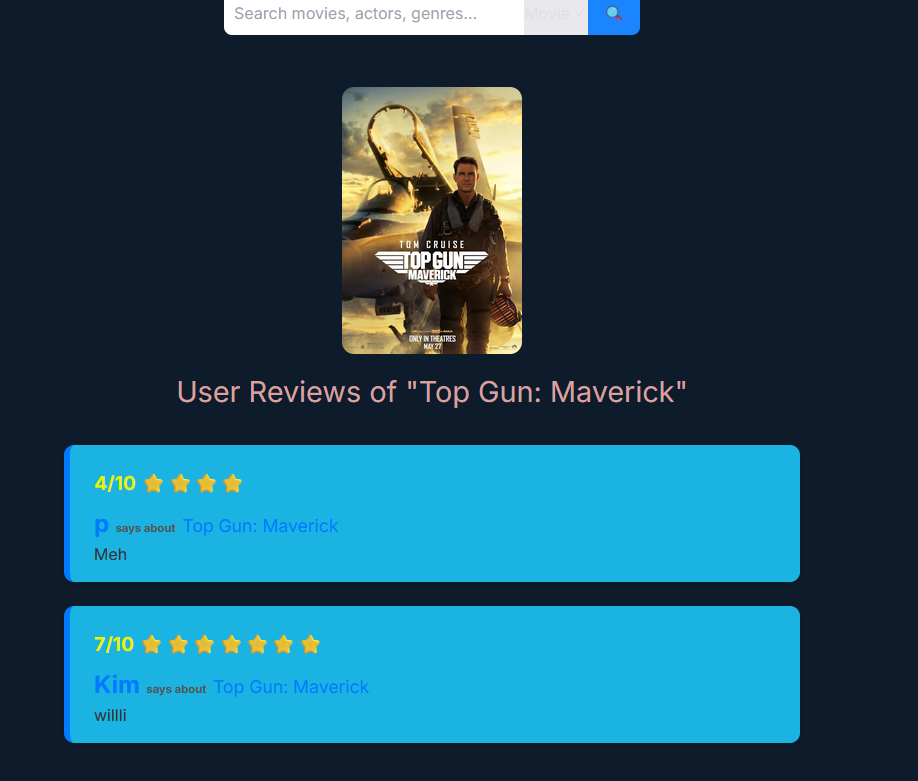 Search movies, actors, genres...
Movie
TOM CRUISE
TOP GUN
MAVERICK
ONLY IN THEATRES
MAY 27
User Reviews of "Top Gun: Maverick"
4/10
p says about Top Gun: Maverick
Meh
7/10
Kim says about Top Gun: Maverick
willli